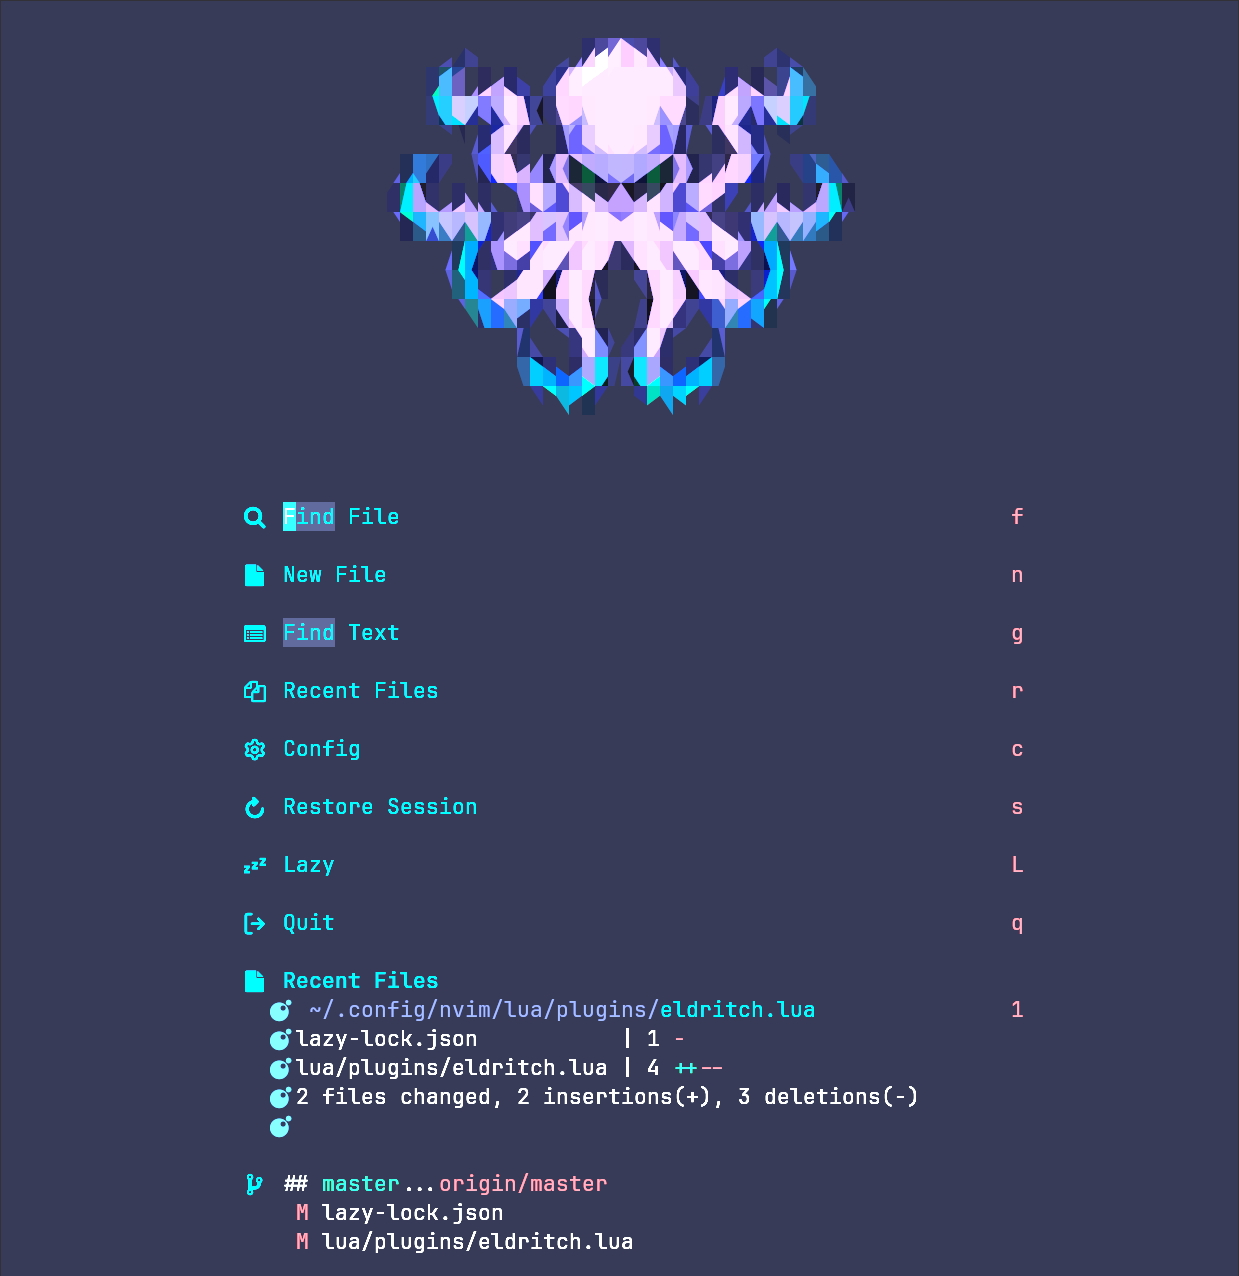 Find File f
New File n
Find Text g
Recent Files r
Config c
Restore Session s
Lazy L
Quit q
Recent Files
~/.config/nvim/lua/plugins/eldritch.lua 1
lazy-lock.json | 1 -
lua/plugins/eldritch.lua | 4 ++--
2 files changed, 2 insertions(+), 3 deletions(-)
## master...origin/master
M lazy-lock.json
M lua/plugins/eldritch.lua